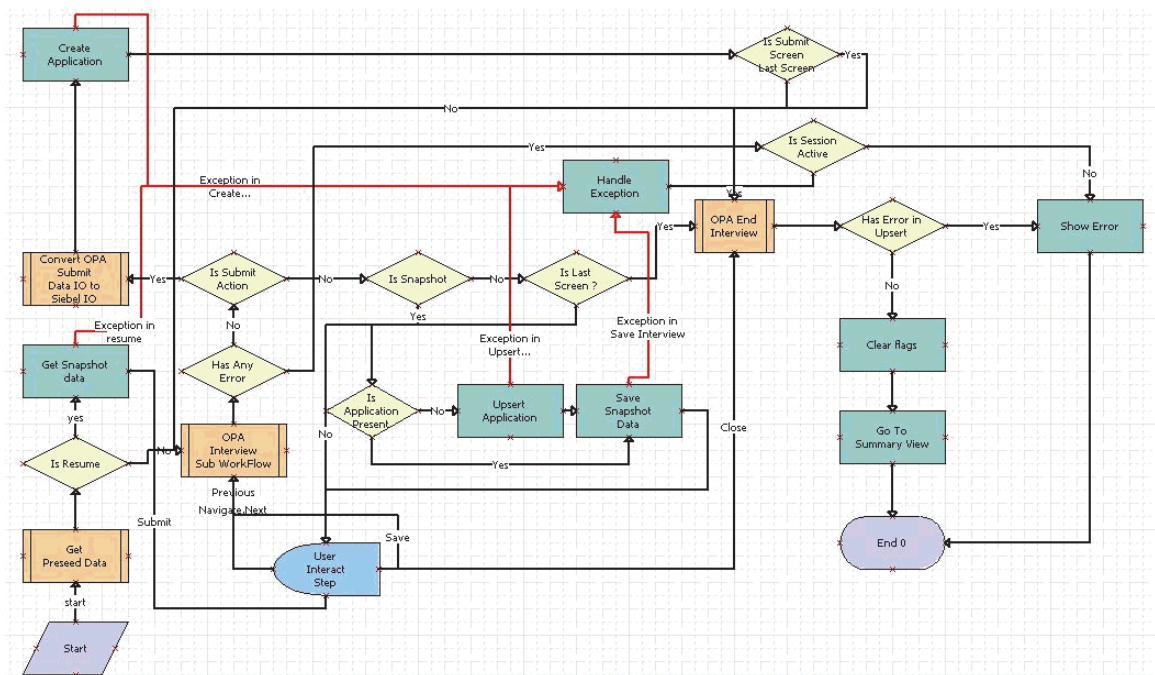 Create
Application
Is Submit
Screen
Last Screen
Yes
No
Is Session
Active
Yes
No
Handle
Exception
Exception in
Create...
Yes
OPA End
Interview
Has Error in
Upsert
Yes
Show Error
Convert OPA
Submit
Data IO to
Siebel IO
Yes
Is Submit
Action
No
Is Snapshot
No
Is Last
Screen ?
Yes
No
Exception in
resume
No
Yes
Exception in
Upsert...
Exception in
Save Interview
Get Snapshot
data
Has Any
Error
Clear flags
yes
Is
Application
Present
No
Upsert
Application
Save
Snapshot
Data
Close
Go To
Summary View
Is Resume
No
OPA
Interview
Sub WorkFlow
No
Yes
Previous
Navigate,Next
Submit
Save
Get
Preseed Data
User
Interact
Step
End 0
start
Start